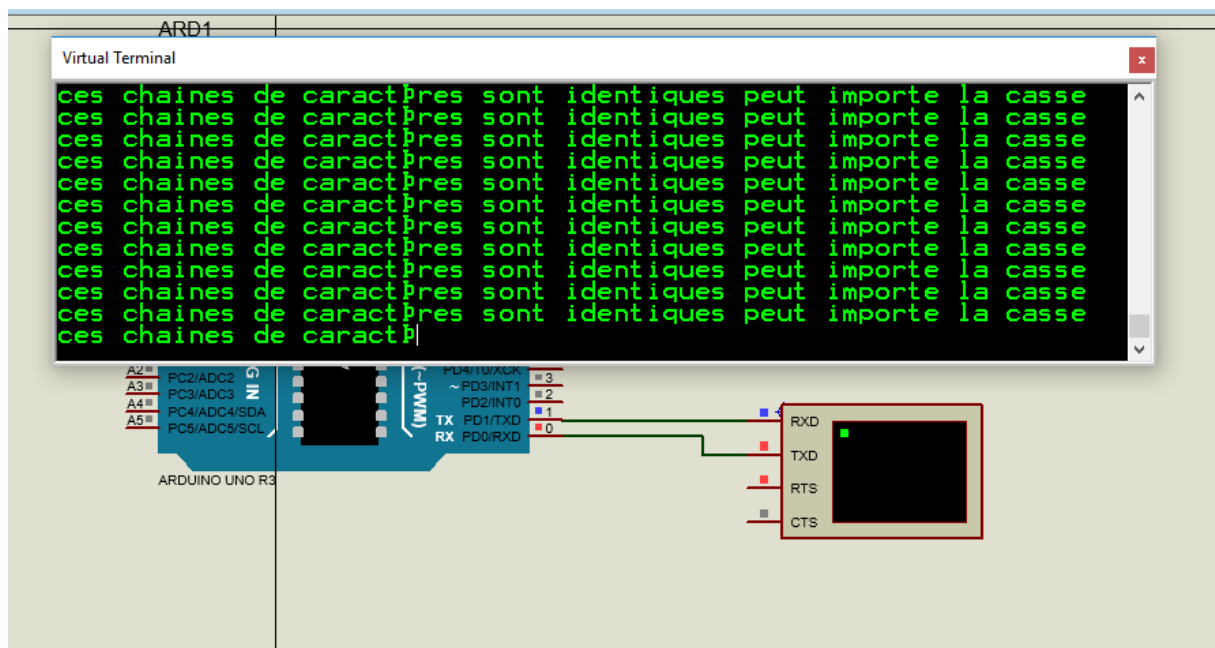 ARD1
Virtual Terminal
x
ces chaines de caractÞres sont identiques peut importe la casse
ces chaines de caractÞres sont identiques peut importe la casse
ces chaines de caractÞres sont identiques peut importe la casse
ces chaines de caractÞres sont identiques peut importe la casse
ces chaines de caractÞres sont identiques peut importe la casse
ces chaines de caractÞres sont identiques peut importe la casse
ces chaines de caractÞres sont identiques peut importe la casse
ces chaines de caractÞres sont identiques peut importe la casse
ces chaines de caractÞres sont identiques peut importe la casse
ces chaines de caractÞres sont identiques peut importe la casse
ces chaines de caractÞres sont identiques peut importe la casse
ces chaines de caractÞ
A2 PC2/ADC2
A3 PC3/ADC3
A4 PC4/ADC4/SDA
A5 PC5/ADC5/SCL
G IN
(~PWM)
PD4/T0/XCK
~ PD3/INT1 3
PD2/INT0 2
TX PD1/TXD 1
RX PD0/RXD 0
ARDUINO UNO R3
RXD
TXD
RTS
CTS